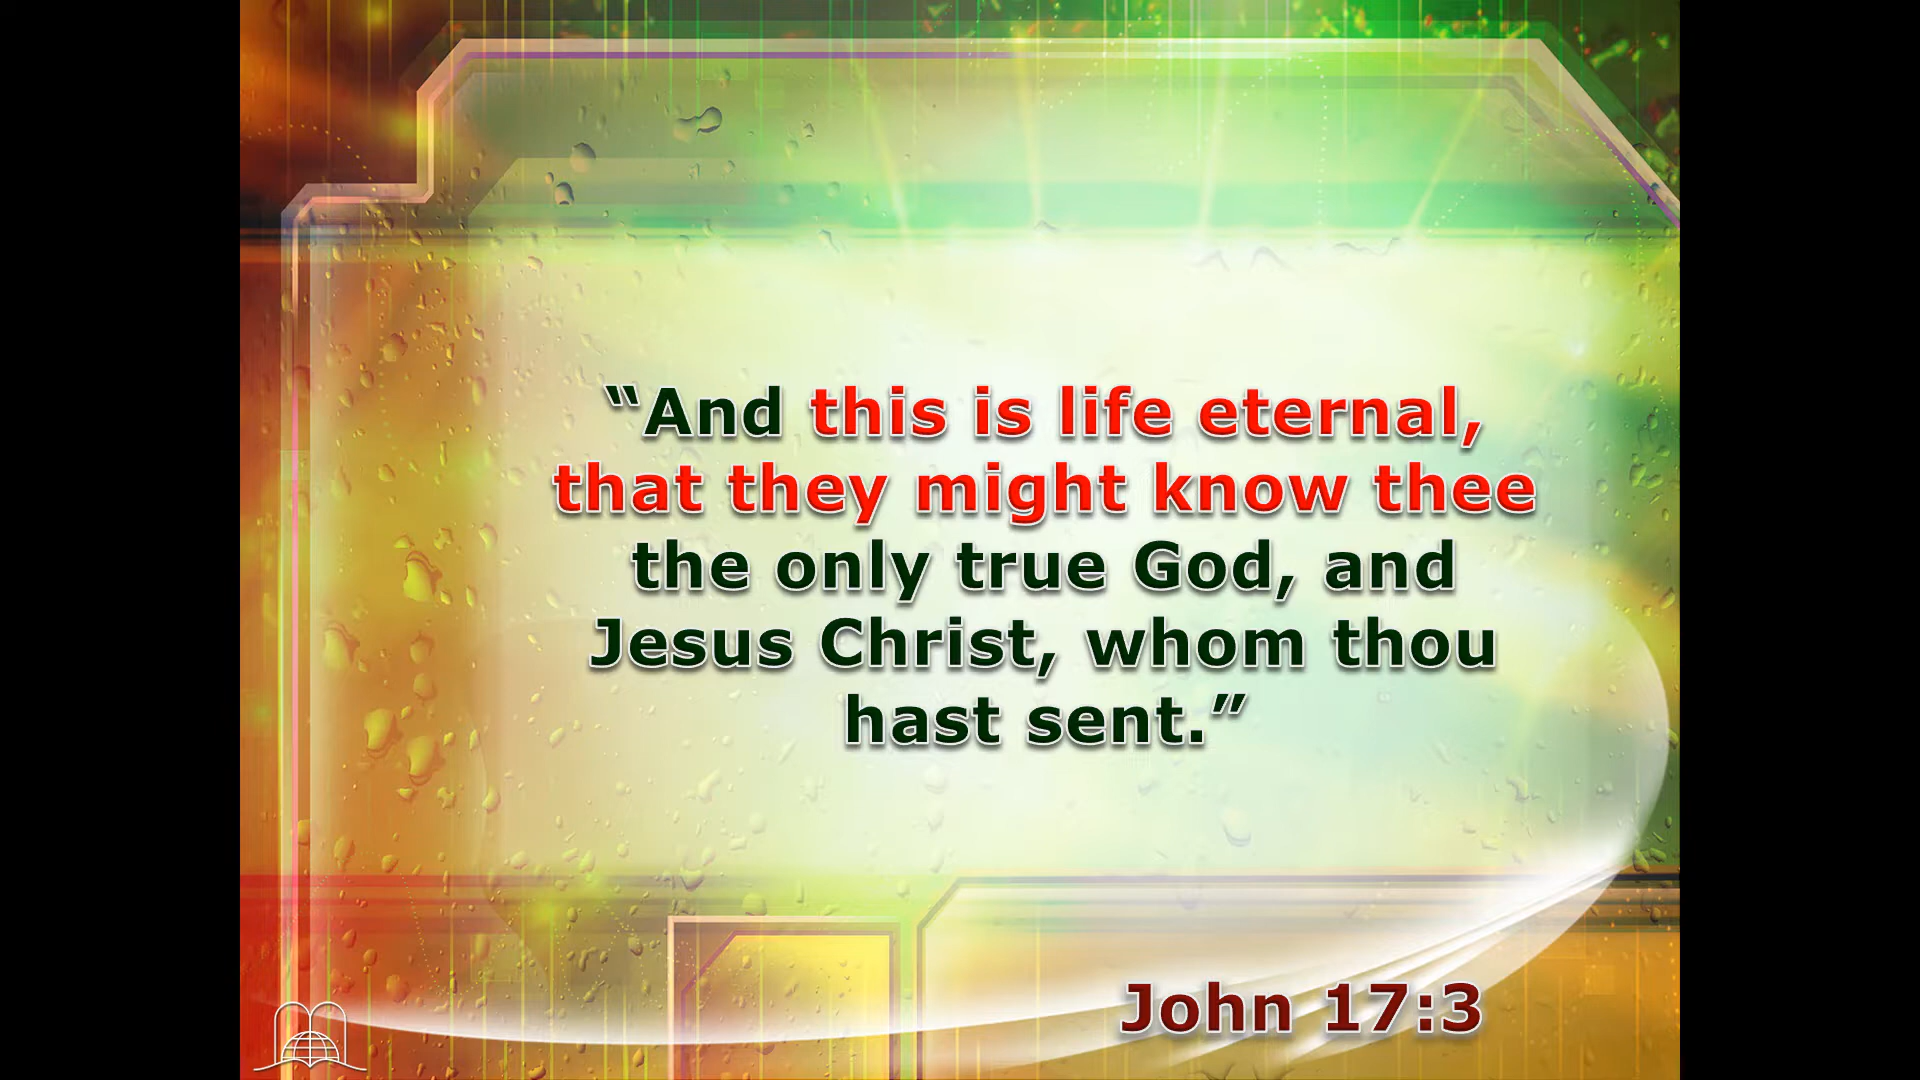 “And this is life eternal,
that they might know thee
the only true God, and
Jesus Christ, whom thou
hast sent.”
John 17:3